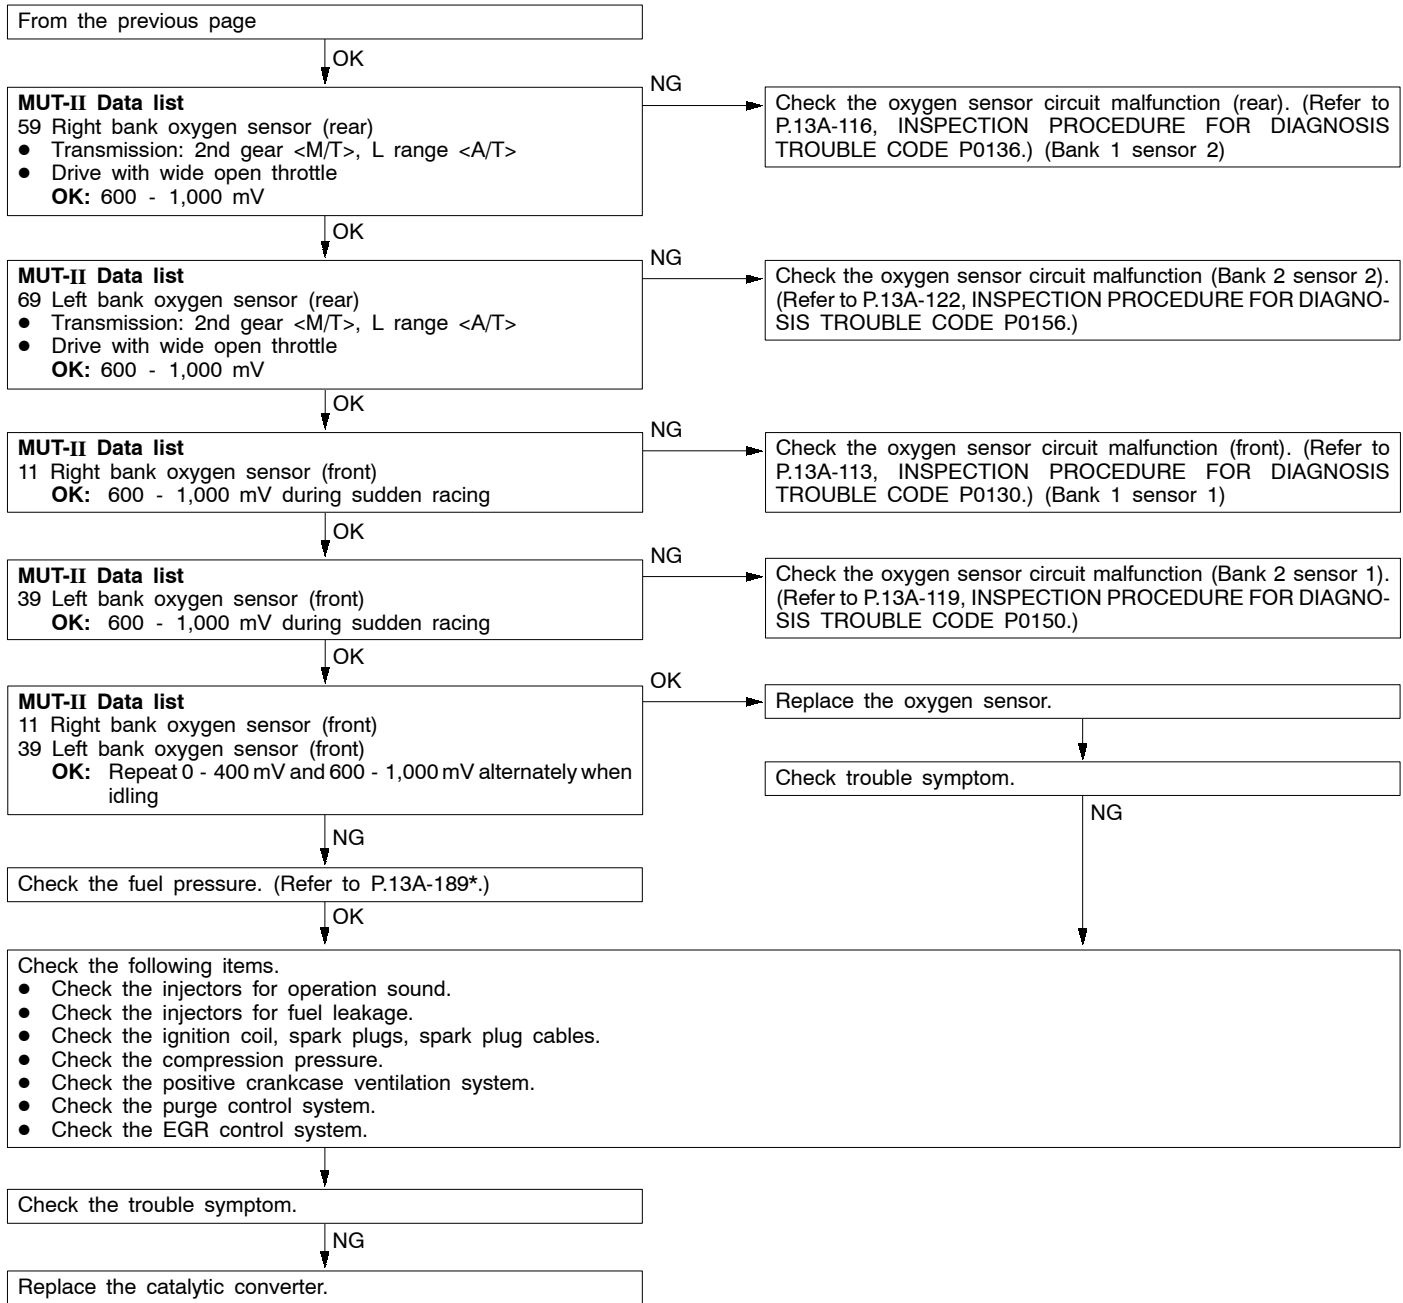 From the previous page
OK
MUT-II Data list
59 Right bank oxygen sensor (rear)
● Transmission: 2nd gear <M/T>, L range <A/T>
● Drive with wide open throttle
OK: 600 - 1,000 mV
NG
Check the oxygen sensor circuit malfunction (rear). (Refer to
P.13A-116, INSPECTION PROCEDURE FOR DIAGNOSIS
TROUBLE CODE P0136.) (Bank 1 sensor 2)
OK
MUT-II Data list
69 Left bank oxygen sensor (rear)
● Transmission: 2nd gear <M/T>, L range <A/T>
● Drive with wide open throttle
OK: 600 - 1,000 mV
NG
Check the oxygen sensor circuit malfunction (Bank 2 sensor 2).
(Refer to P.13A-122, INSPECTION PROCEDURE FOR DIAGNO-
SIS TROUBLE CODE P0156.)
OK
MUT-II Data list
11 Right bank oxygen sensor (front)
OK: 600 - 1,000 mV during sudden racing
NG
Check the oxygen sensor circuit malfunction (front). (Refer to
P.13A-113, INSPECTION PROCEDURE FOR DIAGNOSIS
TROUBLE CODE P0130.) (Bank 1 sensor 1)
OK
MUT-II Data list
39 Left bank oxygen sensor (front)
OK: 600 - 1,000 mV during sudden racing
NG
Check the oxygen sensor circuit malfunction (Bank 2 sensor 1).
(Refer to P.13A-119, INSPECTION PROCEDURE FOR DIAGNO-
SIS TROUBLE CODE P0150.)
OK
MUT-II Data list
11 Right bank oxygen sensor (front)
39 Left bank oxygen sensor (front)
OK: Repeat 0 - 400 mV and 600 - 1,000 mV alternately when
idling
OK
Replace the oxygen sensor.
Check trouble symptom.
NG
NG
Check the fuel pressure. (Refer to P.13A-189*.)
OK
Check the following items.
● Check the injectors for operation sound.
● Check the injectors for fuel leakage.
● Check the ignition coil, spark plugs, spark plug cables.
● Check the compression pressure.
● Check the positive crankcase ventilation system.
● Check the purge control system.
● Check the EGR control system.
Check the trouble symptom.
NG
Replace the catalytic converter.